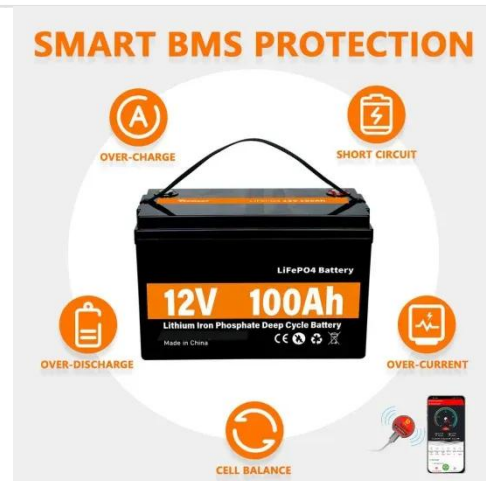 SMART BMS PROTECTION
OVER-CHARGE
SHORT CIRCUIT
LiFePO4 Battery
12V 100Ah
Lithium Iron Phosphate Deep Cycle Battery
Made in China
CE
OVER-DISCHARGE
OVER-CURRENT
CELL BALANCE